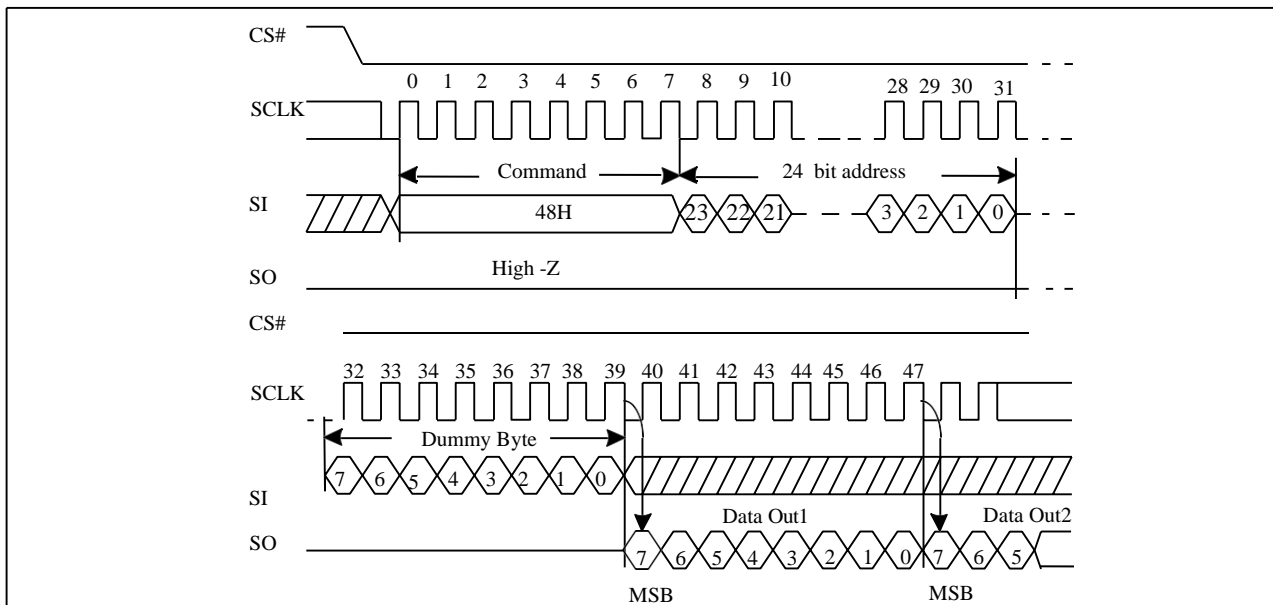 CS#
0 1 2 3 4 5 6 7 8 9 10 28 29 30 31
SCLK
Command 24 bit address
SI 48H 23 22 21 3 2 1 0
High -Z
SO
CS#
32 33 34 35 36 37 38 39 40 41 42 43 44 45 46 47
SCLK
Dummy Byte
7 6 5 4 3 2 1 0
SI
Data Out1 Data Out2
SO 7 6 5 4 3 2 1 0 7 6 5
MSB MSB